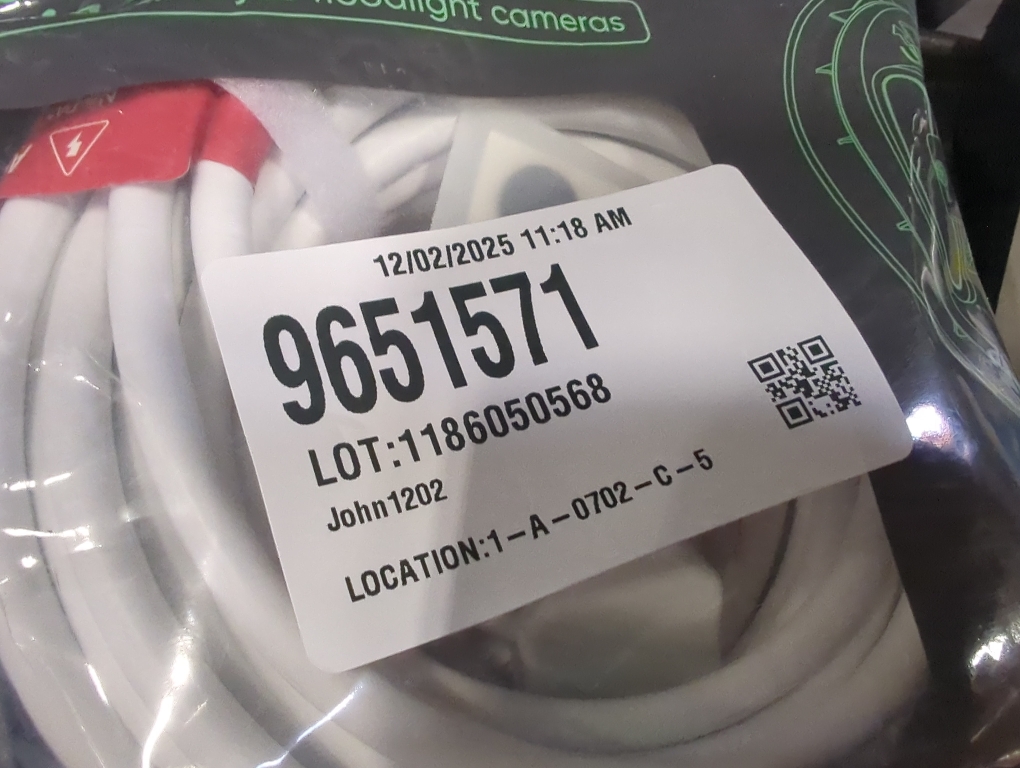 floodlight cameras
12/02/2025 11:18 AM
9651571
LOT:1186050568
John1202
LOCATION:1-A-0702-C-5